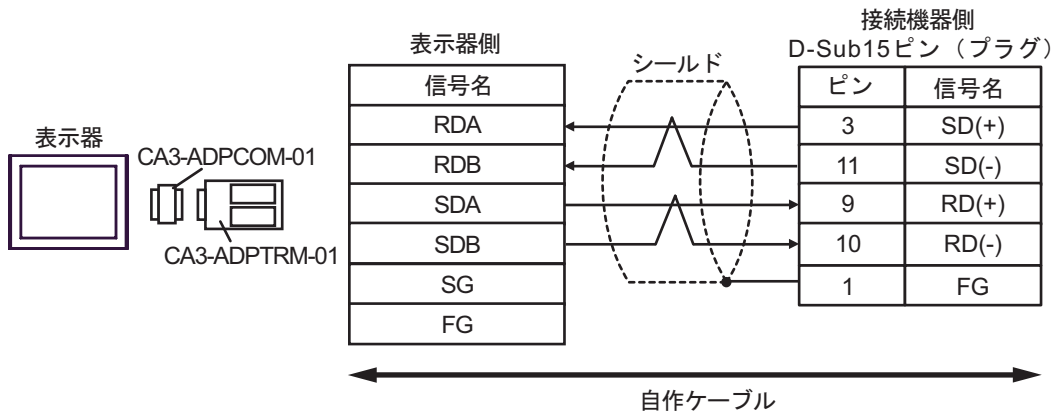 表示器
CA3-ADPCOM-01
CA3-ADPTRM-01
表示器側
信号名
RDA
RDB
SDA
SDB
SG
FG
シールド
接続機器側
D-Sub15ピン（プラグ）
ピン 信号名
3 SD(+)
11 SD(-)
9 RD(+)
10 RD(-)
1 FG
自作ケーブル